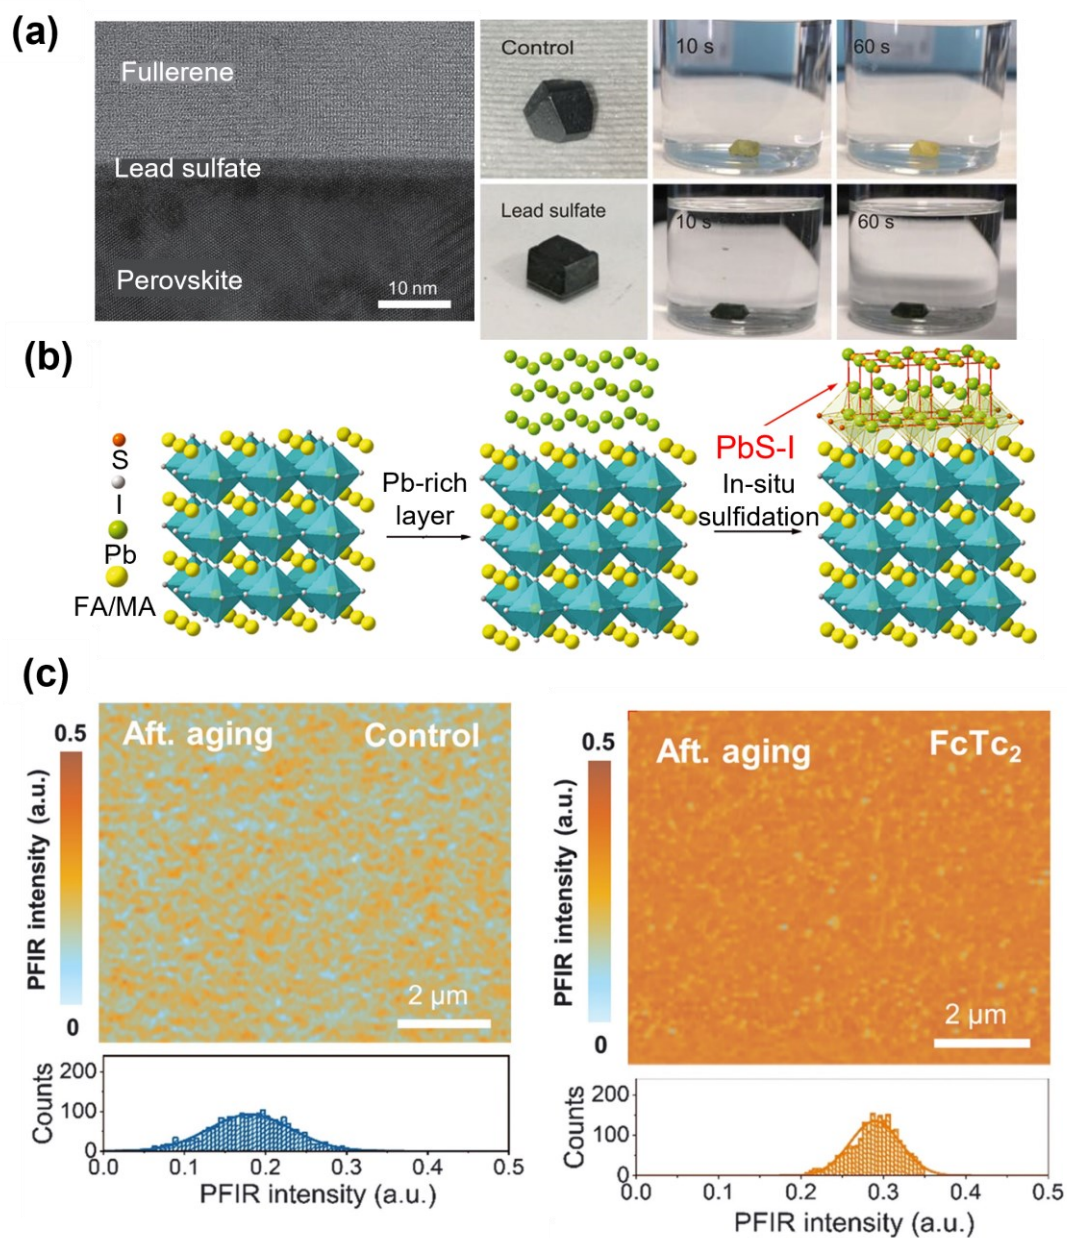 (a)
Fullerene
Lead sulfate
Perovskite
10 nm
Control
10 s
60 s
Lead sulfate
10 s
60 s
(b)
S
I
Pb
FA/MA
Pb-rich
layer
PbS-I
In-situ
sulfidation
(c)
0.5
PFIR intensity (a.u.)
0
Aft. aging
Control
2 µm
Counts
200
100
0
0.0 0.1 0.2 0.3 0.4 0.5
PFIR intensity (a.u.)
0.5
PFIR intensity (a.u.)
0
Aft. aging
FcTc₂
2 µm
Counts
200
100
0
0.0 0.1 0.2 0.3 0.4 0.5
PFIR intensity (a.u.)